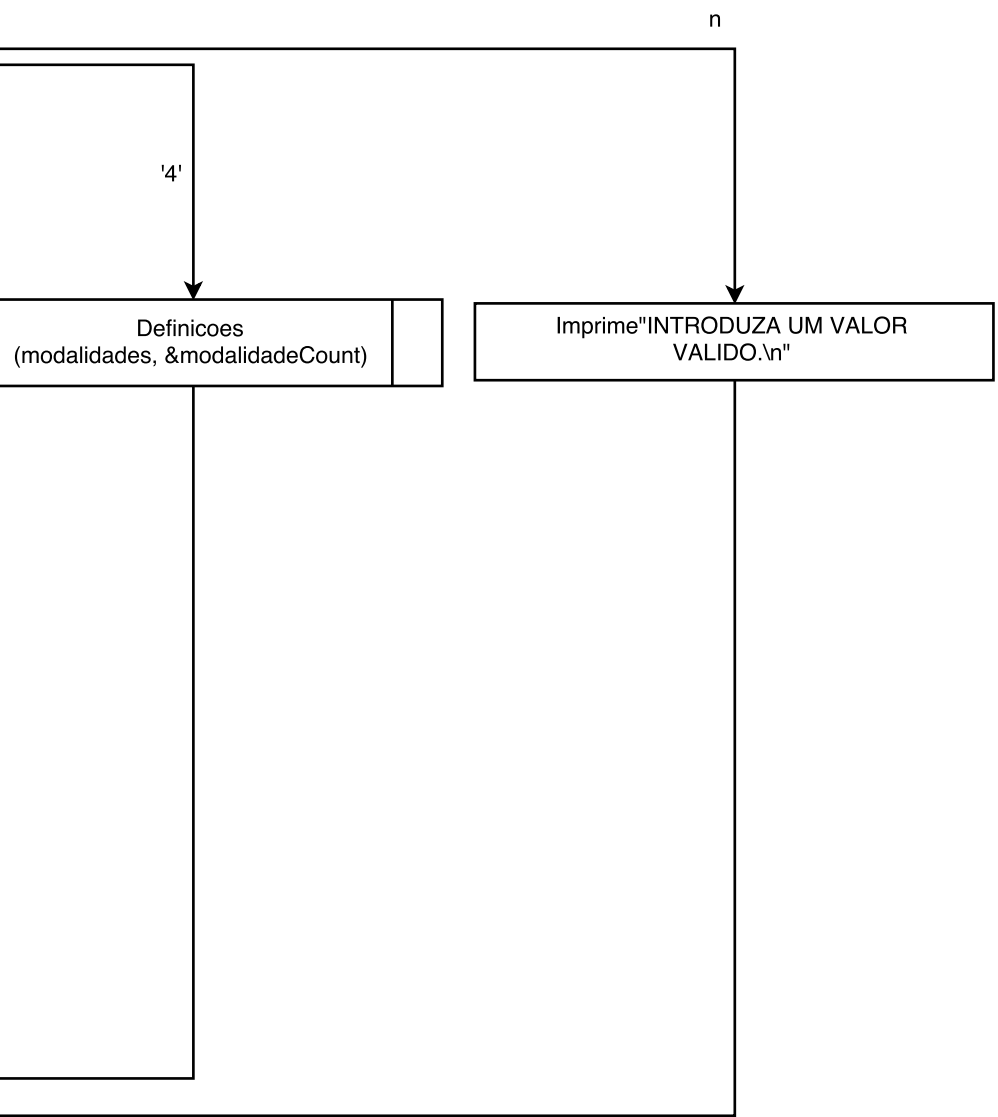 n
'4'
Definicoes
(modalidades, &modalidadeCount)
Imprime"INTRODUZA UM VALOR
VALIDO.\n"